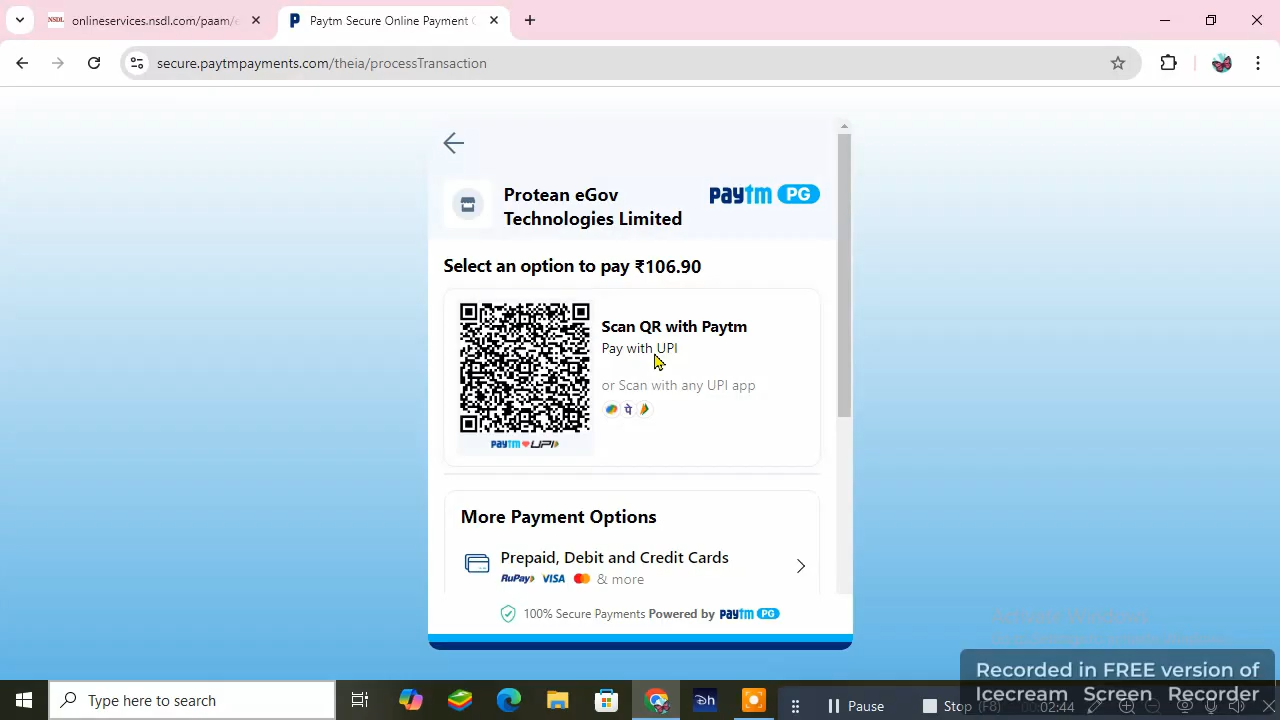 NSDL onlineservices.nsdl.com/paam/e
Paytm Secure Online Payment
secure.paytmpayments.com/theia/processTransaction
Protean eGov
Technologies Limited
paytm PG
Select an option to pay ₹106.90
Scan QR with Paytm
Pay with UPI
or Scan with any UPI app
paytm UPI
More Payment Options
Prepaid, Debit and Credit Cards
RuPay VISA & more
100% Secure Payments Powered by paytm PG
Activate Windows
Recorded in FREE version of
Icecream Screen Recorder
Type here to search
Dh
Pause
Stop (F8)
00:02:44